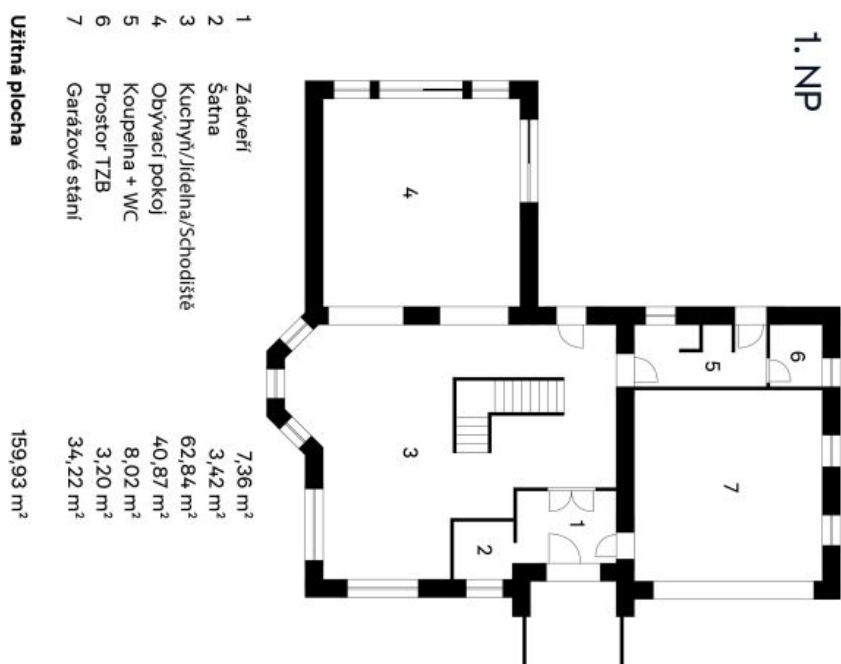 1. NP
1 Zádveří 7,36 m²
2 Šatna 3,42 m²
3 Kuchyň/Jídelna/Schodiště 62,84 m²
4 Obývací pokoj 40,87 m²
5 Koupelna + WC 8,02 m²
6 Prostor TZB 3,20 m²
7 Garážové stání 34,22 m²
Užitná plocha 159,93 m²
4
6
5
3
7
1
2